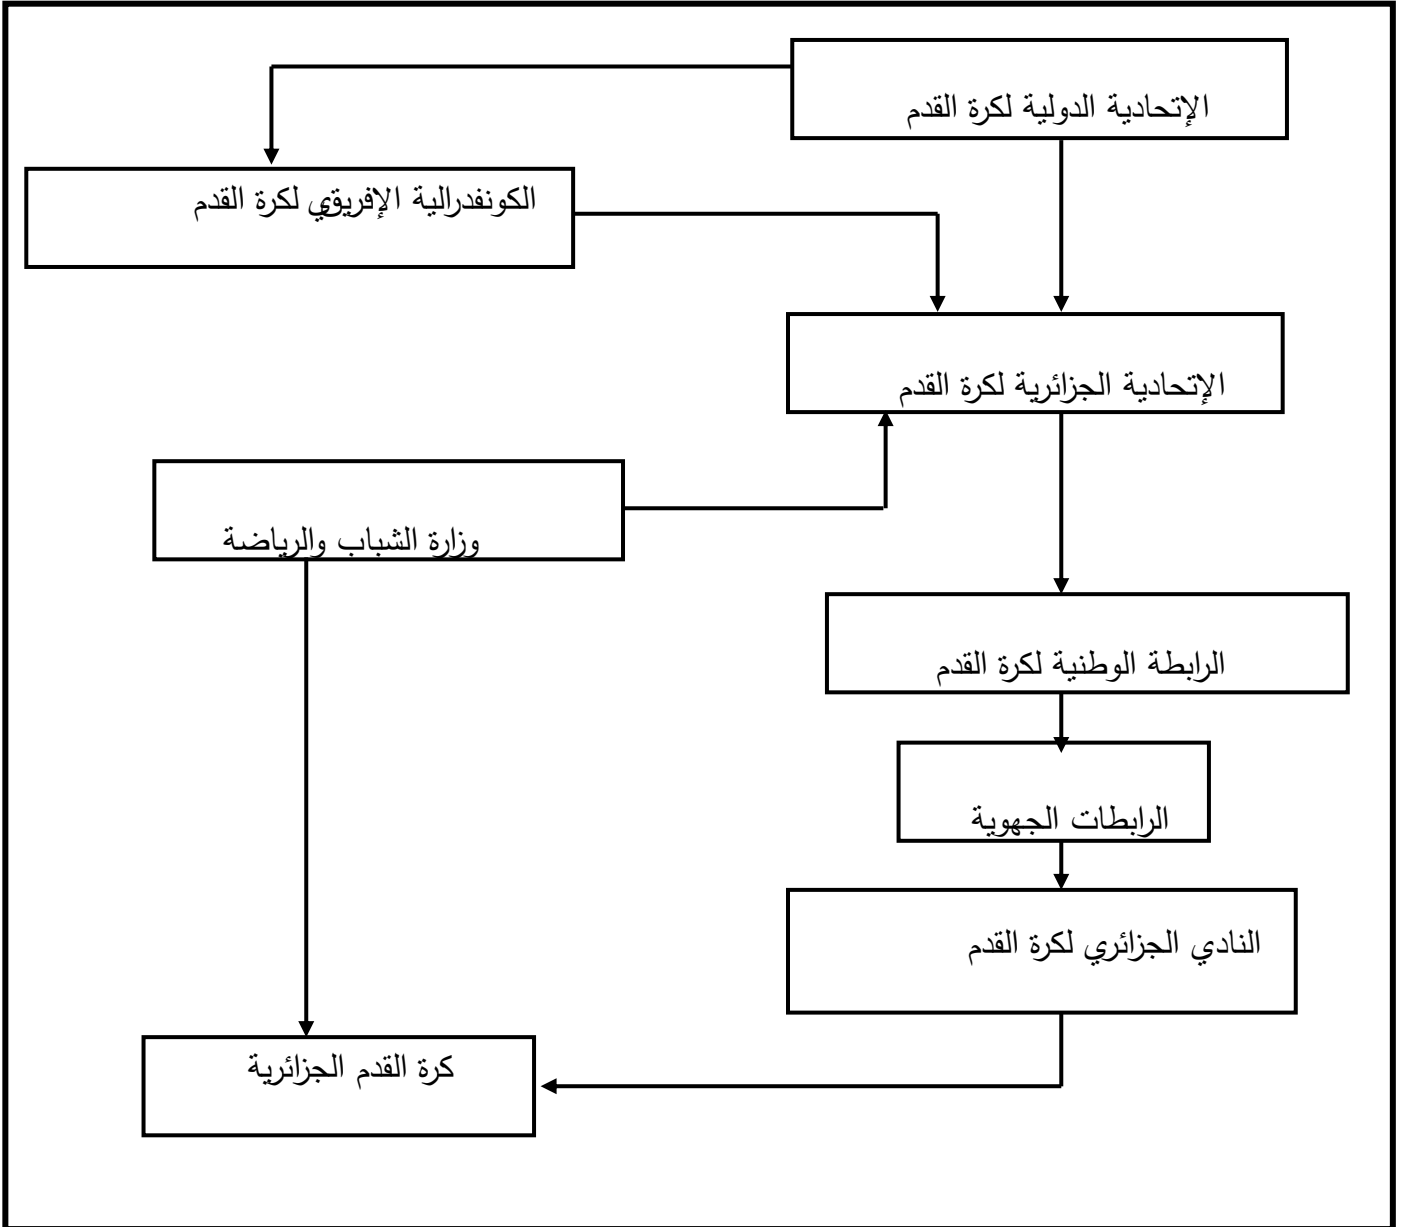 الإتحادية الدولية لكرة القدم
الكونفدرالية الإفريقي لكرة القدم
الإتحادية الجزائرية لكرة القدم
وزارة الشباب والرياضة
الرابطة الوطنية لكرة القدم
الرابطات الجهوية
النادي الجزائري لكرة القدم
كرة القدم الجزائرية